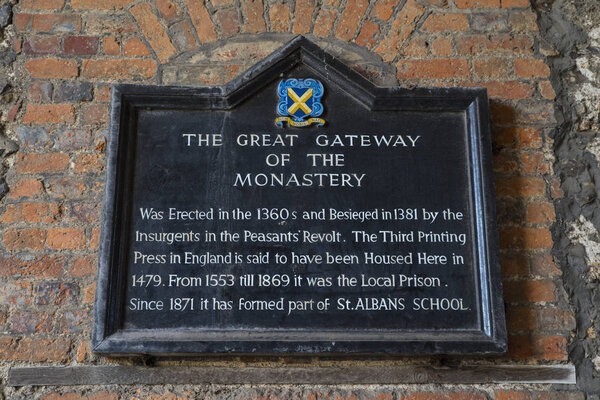 THE GREAT GATEWAY
OF THE
MONASTERY
Was Erected in the 1360s and Besieged in 1381 by the
Insurgents in the Peasants' Revolt. The Third Printing
Press in England is said to have been Housed Here in
1479. From 1553 till 1869 it was the Local Prison.
Since 1871 it has formed part of St. ALBANS SCHOOL.